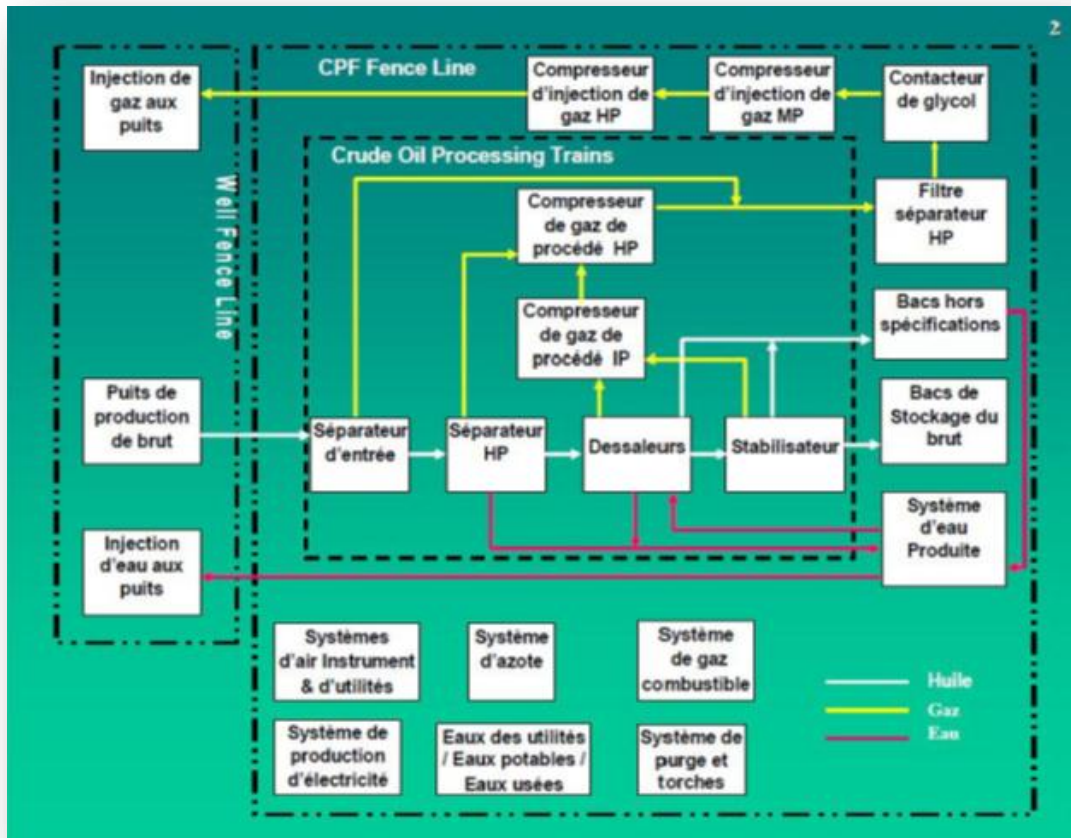 2
CPF Fence Line
Injection de
gaz aux
puits
Compresseur
d'injection de
gaz HP
Compresseur
d'injection de
gaz MP
Contacteur
de glycol
Well Fence Line
Crude Oil Processing Trains
Compresseur
de gaz de
procédé HP
Filtre
séparateur
HP
Compresseur
de gaz de
procédé IP
Bacs hors
spécifications
Puits de
production
de brut
Séparateur
d'entrée
Séparateur
HP
Dessaleurs
Stabilisateur
Bacs de
Stockage du
brut
Injection
d'eau aux
puits
Système
d'eau
Produite
Systèmes
d'air Instrument
& d'utilités
Système
d'azote
Système
de gaz
combustible
Huile
Gaz
Eau
Système de
production
d'électricité
Eaux des utilités
/ Eaux potables /
Eaux usées
Système de
purge et
torches